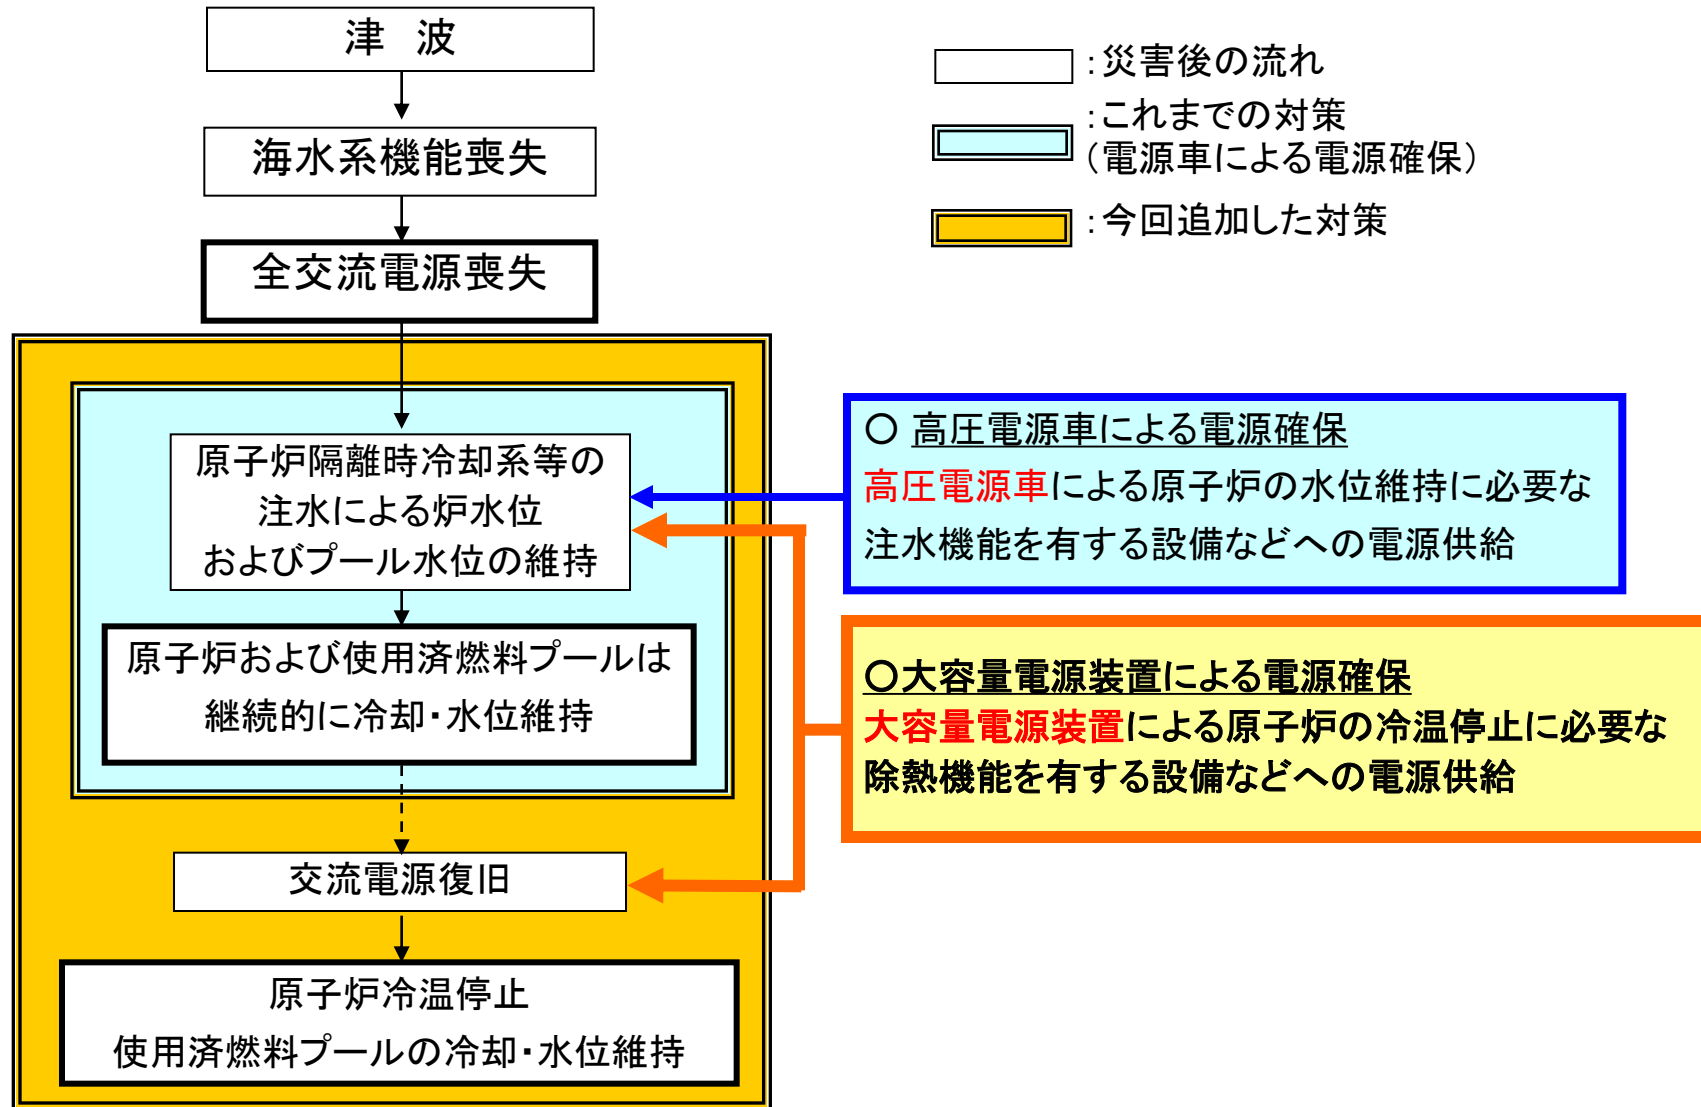 津　波
海水系機能喪失
全交流電源喪失
：災害後の流れ
：これまでの対策
（電源車による電源確保）
：今回追加した対策
原子炉隔離時冷却系等の
注水による炉水位
およびプール水位の維持
原子炉および使用済燃料プールは
継続的に冷却・水位維持
交流電源復旧
原子炉冷温停止
使用済燃料プールの冷却・水位維持
○ 高圧電源車による電源確保
高圧電源車による原子炉の水位維持に必要な
注水機能を有する設備などへの電源供給
○大容量電源装置による電源確保
大容量電源装置による原子炉の冷温停止に必要な
除熱機能を有する設備などへの電源供給